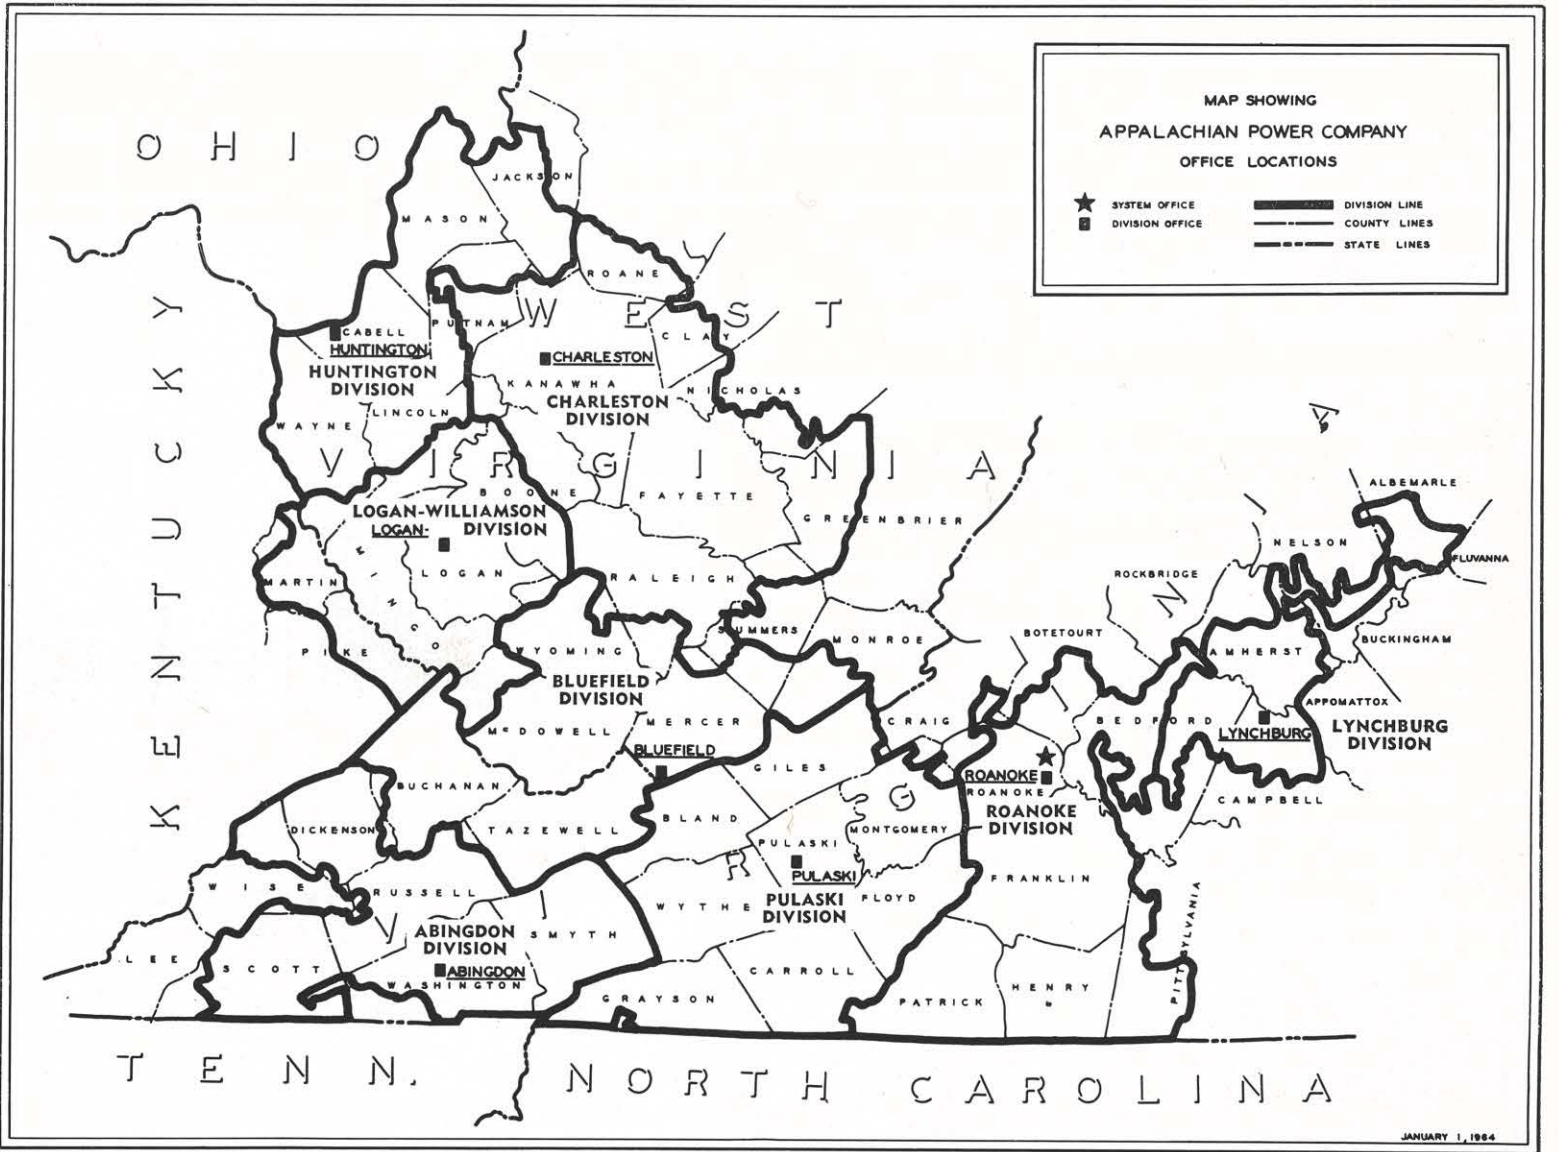 MAP SHOWING
APPALACHIAN POWER COMPANY
OFFICE LOCATIONS
SYSTEM OFFICE
DIVISION OFFICE
DIVISION LINE
COUNTY LINES
STATE LINES
OHIO
KENTUCKY
WEST
VIRGINIA
VIRGINIA
TENN.
NORTH CAROLINA
JACKSON
MASON
ROANE
PUTNAM
CABELL
HUNTINGTON
HUNTINGTON
DIVISION
CLAY
CHARLESTON
KANAWHA
CHARLESTON
DIVISION
NICHOLAS
LINCOLN
WAYNE
BOONE
FAYETTE
GREENBRIER
LOGAN-WILLIAMSON
DIVISION
LOGAN-
LOGAN
MINGO
MARTIN
PIKE
RALEIGH
SUMMERS
MONROE
WYOMING
BLUEFIELD
DIVISION
McDOWELL
MERCER
BLUEFIELD
ALBEMARLE
NELSON
FLUVANNA
ROCKBRIDGE
BOTETOURT
BUCKINGHAM
AMHERST
APPOMATTOX
CRAIG
BEDFORD
LYNCHBURG
LYNCHBURG
DIVISION
GILES
ROANOKE
ROANOKE
ROANOKE
DIVISION
CAMPBELL
BUCHANAN
DICKENSON
TAZEWELL
BLAND
MONTGOMERY
PULASKI
PULASKI
PULASKI
DIVISION
FLOYD
FRANKLIN
WISE
RUSSELL
WYTHE
ABINGDON
DIVISION
SMYTH
ABINGDON
WASHINGTON
LEE
SCOTT
CARROLL
GRAYSON
PATRICK
HENRY
PITTSYLVANIA
JANUARY 1, 1964